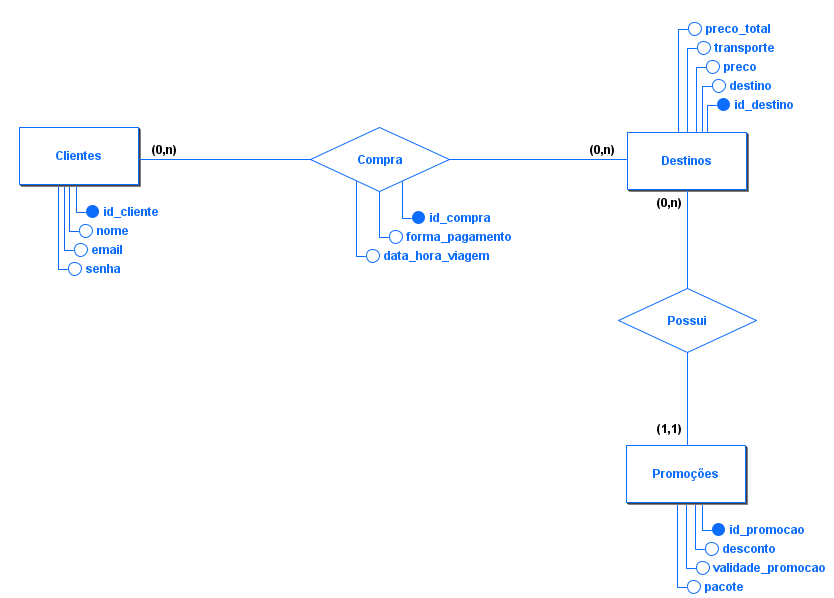 preco_total
transporte
preco
destino
id_destino
Clientes
(0,n)
Compra
(0,n)
Destinos
(0,n)
id_cliente
nome
email
senha
id_compra
forma_pagamento
data_hora_viagem
Possui
(1,1)
Promoções
id_promocao
desconto
validade_promocao
pacote